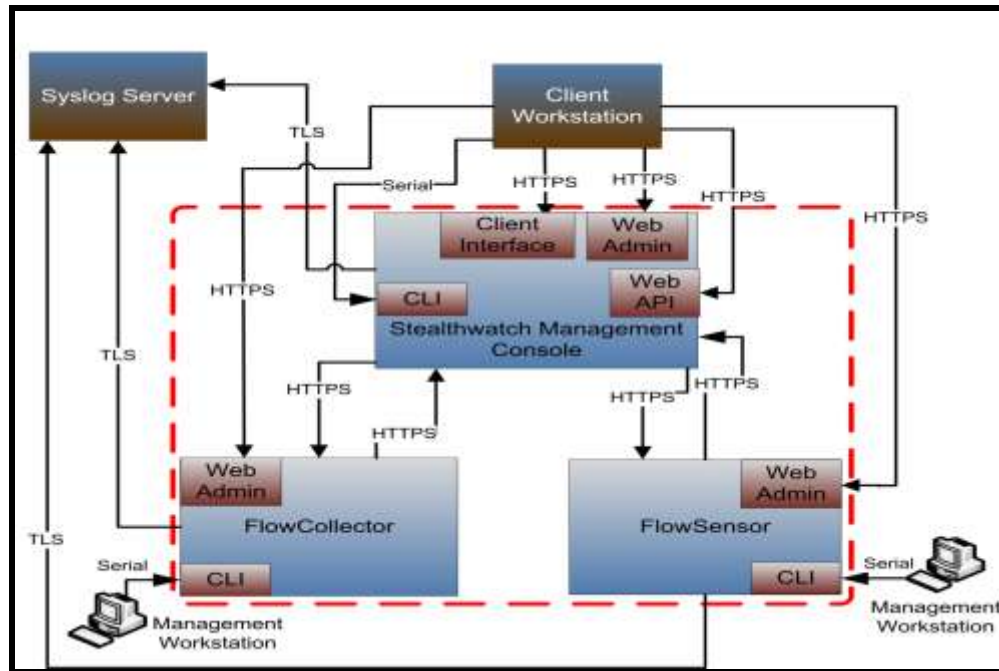 Syslog Server
Client
Workstation
TLS
Serial
HTTPS
HTTPS
HTTPS
HTTPS
Client
Interface
Web
Admin
Web
API
CLI
Stealthwatch Management
Console
HTTPS
TLS
HTTPS
HTTPS
HTTPS
HTTPS
Web
Admin
FlowCollector
CLI
Web
Admin
FlowSensor
CLI
TLS
Serial
Management
Workstation
Serial
Management
Workstation